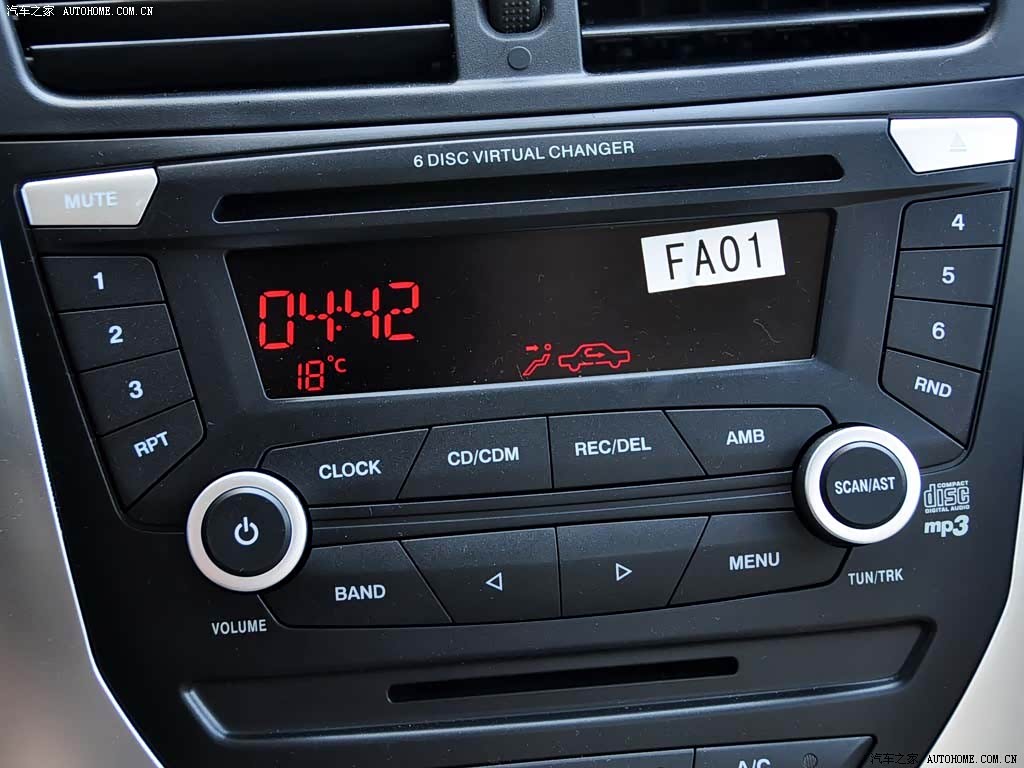 汽车之家 AUTOHOME.COM.CN
6 DISC VIRTUAL CHANGER
MUTE
FA01
04:42
18°C
1
2
3
RPT
4
5
6
RND
CLOCK
CD/CDM
REC/DEL
AMB
SCAN/AST
COMPACT
disc
DIGITAL AUDIO
mp3
BAND
MENU
VOLUME
TUN/TRK
A/C
汽车之家 AUTOHOME.COM.CN